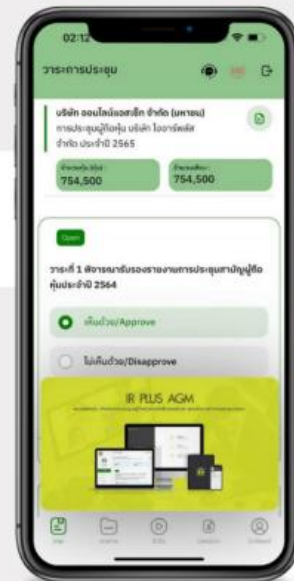 02:12
วาระการประชุม
บริษัท ออนไลน์แอสเซ็ท จำกัด (มหาชน)
การประชุมผู้ถือหุ้น บริษัท ไออาร์พลัส
จำกัด ประจำปี 2565
754,500
754,500
Open
วาระที่ 1 พิจารณารับรองรายงานการประชุมสามัญผู้ถือ
หุ้นประจำปี 2564
เห็นด้วย/Approve
ไม่เห็นด้วย/Disapprove
IR PLUS AGM